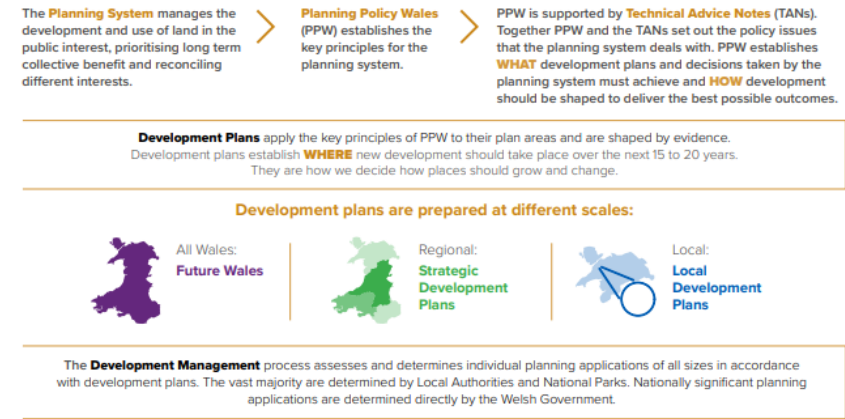 The Planning System manages the
development and use of land in the
public interest, prioritising long term
collective benefit and reconciling
different interests.
Planning Policy Wales
(PPW) establishes the
key principles for the
planning system.
PPW is supported by Technical Advice Notes (TANs).
Together PPW and the TANs set out the policy issues
that the planning system deals with. PPW establishes
WHAT development plans and decisions taken by the
planning system must achieve and HOW development
should be shaped to deliver the best possible outcomes.
Development Plans apply the key principles of PPW to their plan areas and are shaped by evidence.
Development plans establish WHERE new development should take place over the next 15 to 20 years.
They are how we decide how places should grow and change.
Development plans are prepared at different scales:
All Wales:
Future Wales
Regional:
Strategic
Development
Plans
Local:
Local
Development
Plans
The Development Management process assesses and determines individual planning applications of all sizes in accordance
with development plans. The vast majority are determined by Local Authorities and National Parks. Nationally significant planning
applications are determined directly by the Welsh Government.